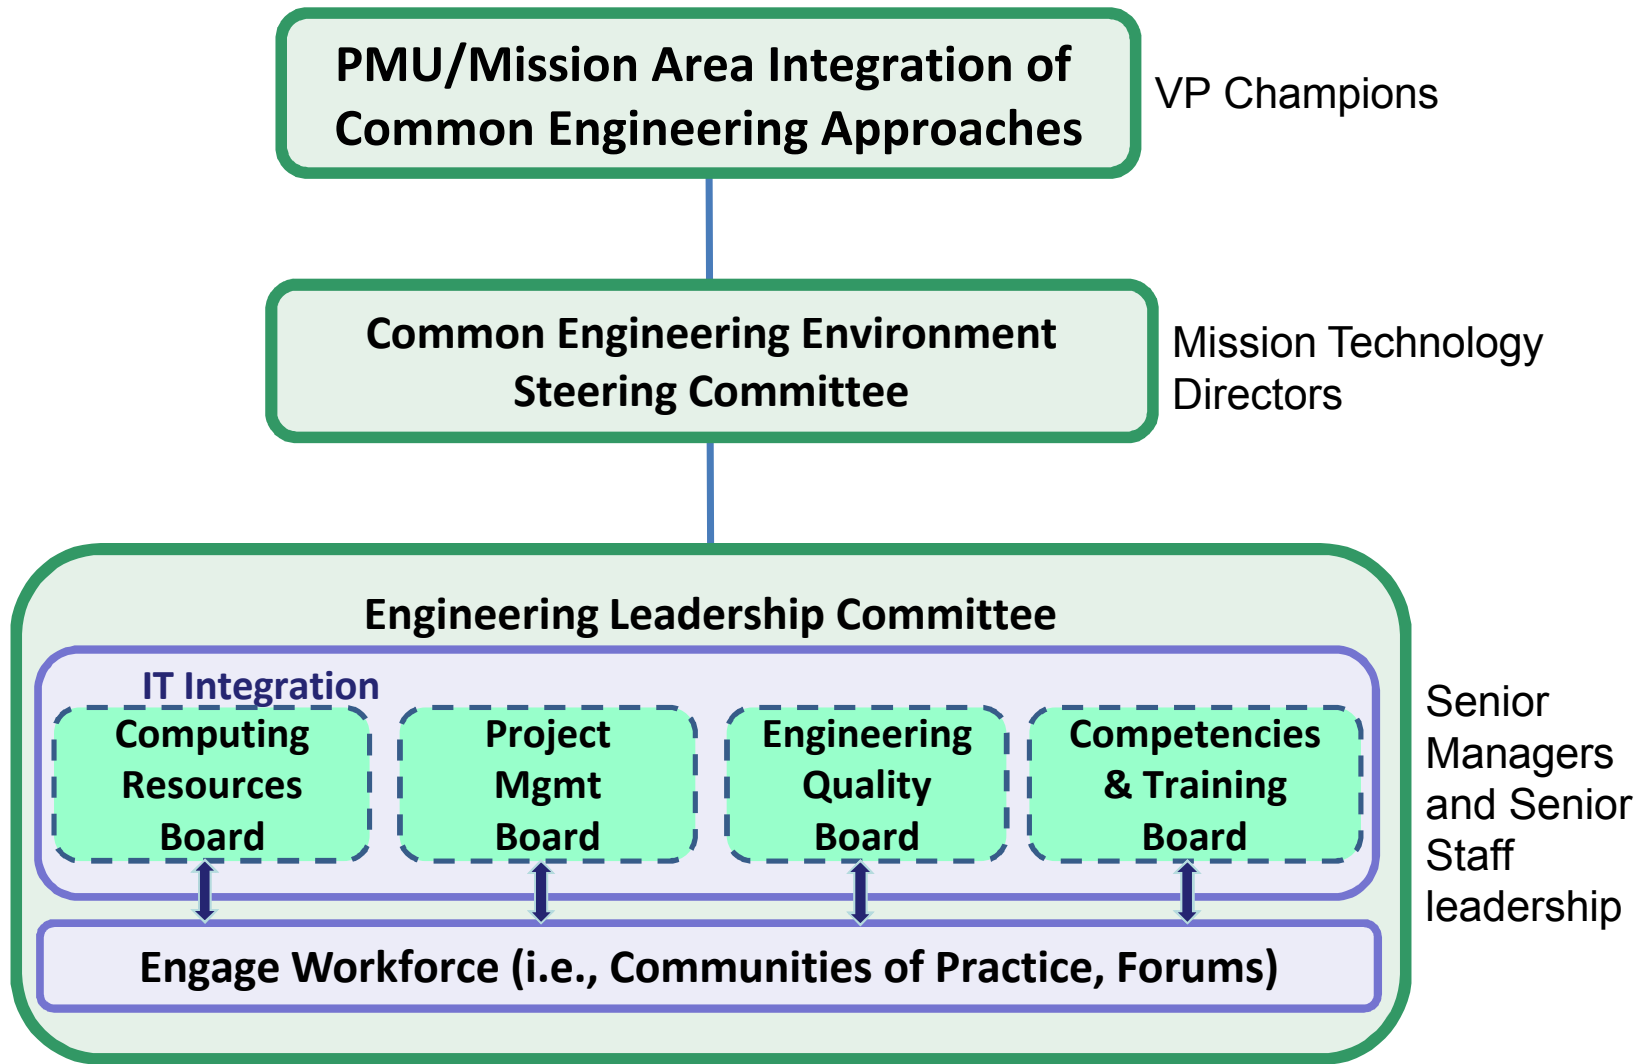 PMU/Mission Area Integration of
Common Engineering Approaches
VP Champions
Common Engineering Environment
Steering Committee
Mission Technology
Directors
Engineering Leadership Committee
IT Integration
Computing
Resources
Board
Project
Mgmt
Board
Engineering
Quality
Board
Competencies
& Training
Board
Engage Workforce (i.e., Communities of Practice, Forums)
Senior
Managers
and Senior
Staff
leadership